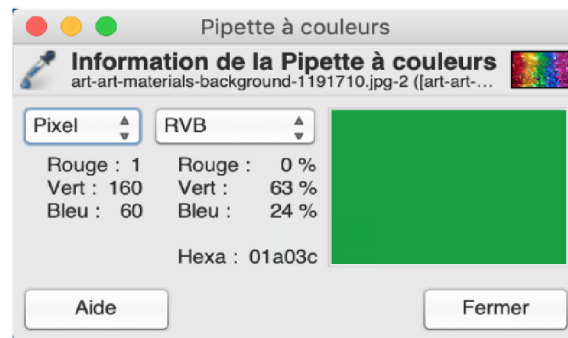 Pipette à couleurs
Information de la Pipette à couleurs
art-art-materials-background-1191710.jpg-2 ([art-art-...
Pixel RVB
Rouge : 1 Rouge : 0 %
Vert : 160 Vert : 63 %
Bleu : 60 Bleu : 24 %
Hexa : 01a03c
Aide Fermer